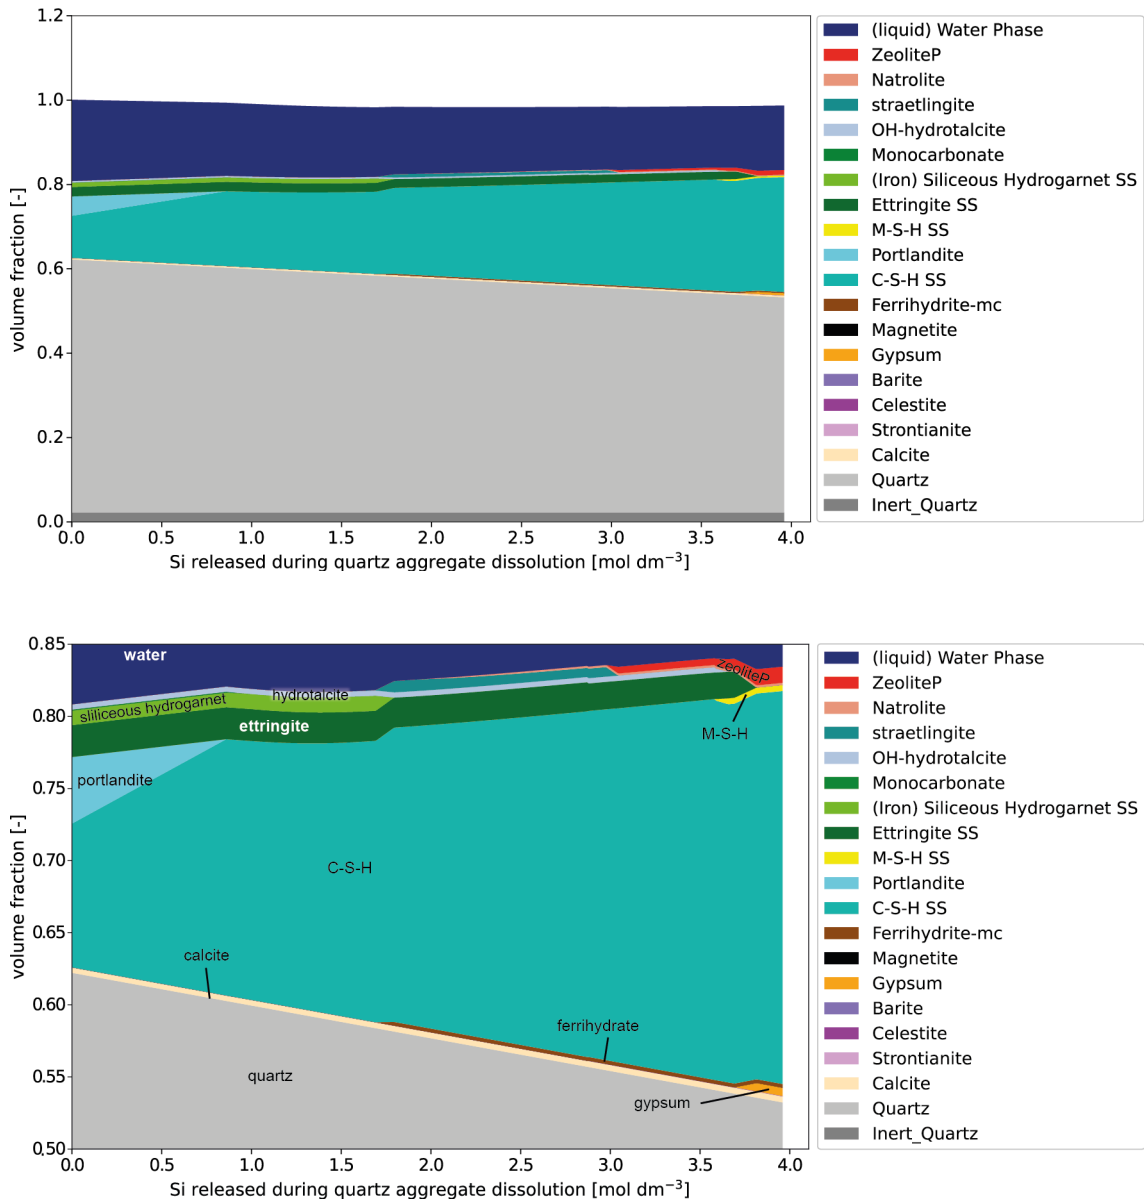 1.2
1.0
0.8
0.6
0.4
0.2
0.0
volume fraction [-]
0.0 0.5 1.0 1.5 2.0 2.5 3.0 3.5 4.0
Si released during quartz aggregate dissolution [mol dm⁻³]
(liquid) Water Phase
ZeoliteP
Natrolite
straetlingite
OH-hydrotalcite
Monocarbonate
(Iron) Siliceous Hydrogarnet SS
Ettringite SS
M-S-H SS
Portlandite
C-S-H SS
Ferrihydrite-mc
Magnetite
Gypsum
Barite
Celestite
Strontianite
Calcite
Quartz
Inert_Quartz
0.85
0.80
0.75
0.70
0.65
0.60
0.55
0.50
volume fraction [-]
water
zeoliteP
hydrotalcite
sliliceous hydrogarnet
ettringite
M-S-H
portlandite
C-S-H
calcite
ferrihydrate
quartz
gypsum
0.0 0.5 1.0 1.5 2.0 2.5 3.0 3.5 4.0
Si released during quartz aggregate dissolution [mol dm⁻³]
(liquid) Water Phase
ZeoliteP
Natrolite
straetlingite
OH-hydrotalcite
Monocarbonate
(Iron) Siliceous Hydrogarnet SS
Ettringite SS
M-S-H SS
Portlandite
C-S-H SS
Ferrihydrite-mc
Magnetite
Gypsum
Barite
Celestite
Strontianite
Calcite
Quartz
Inert_Quartz